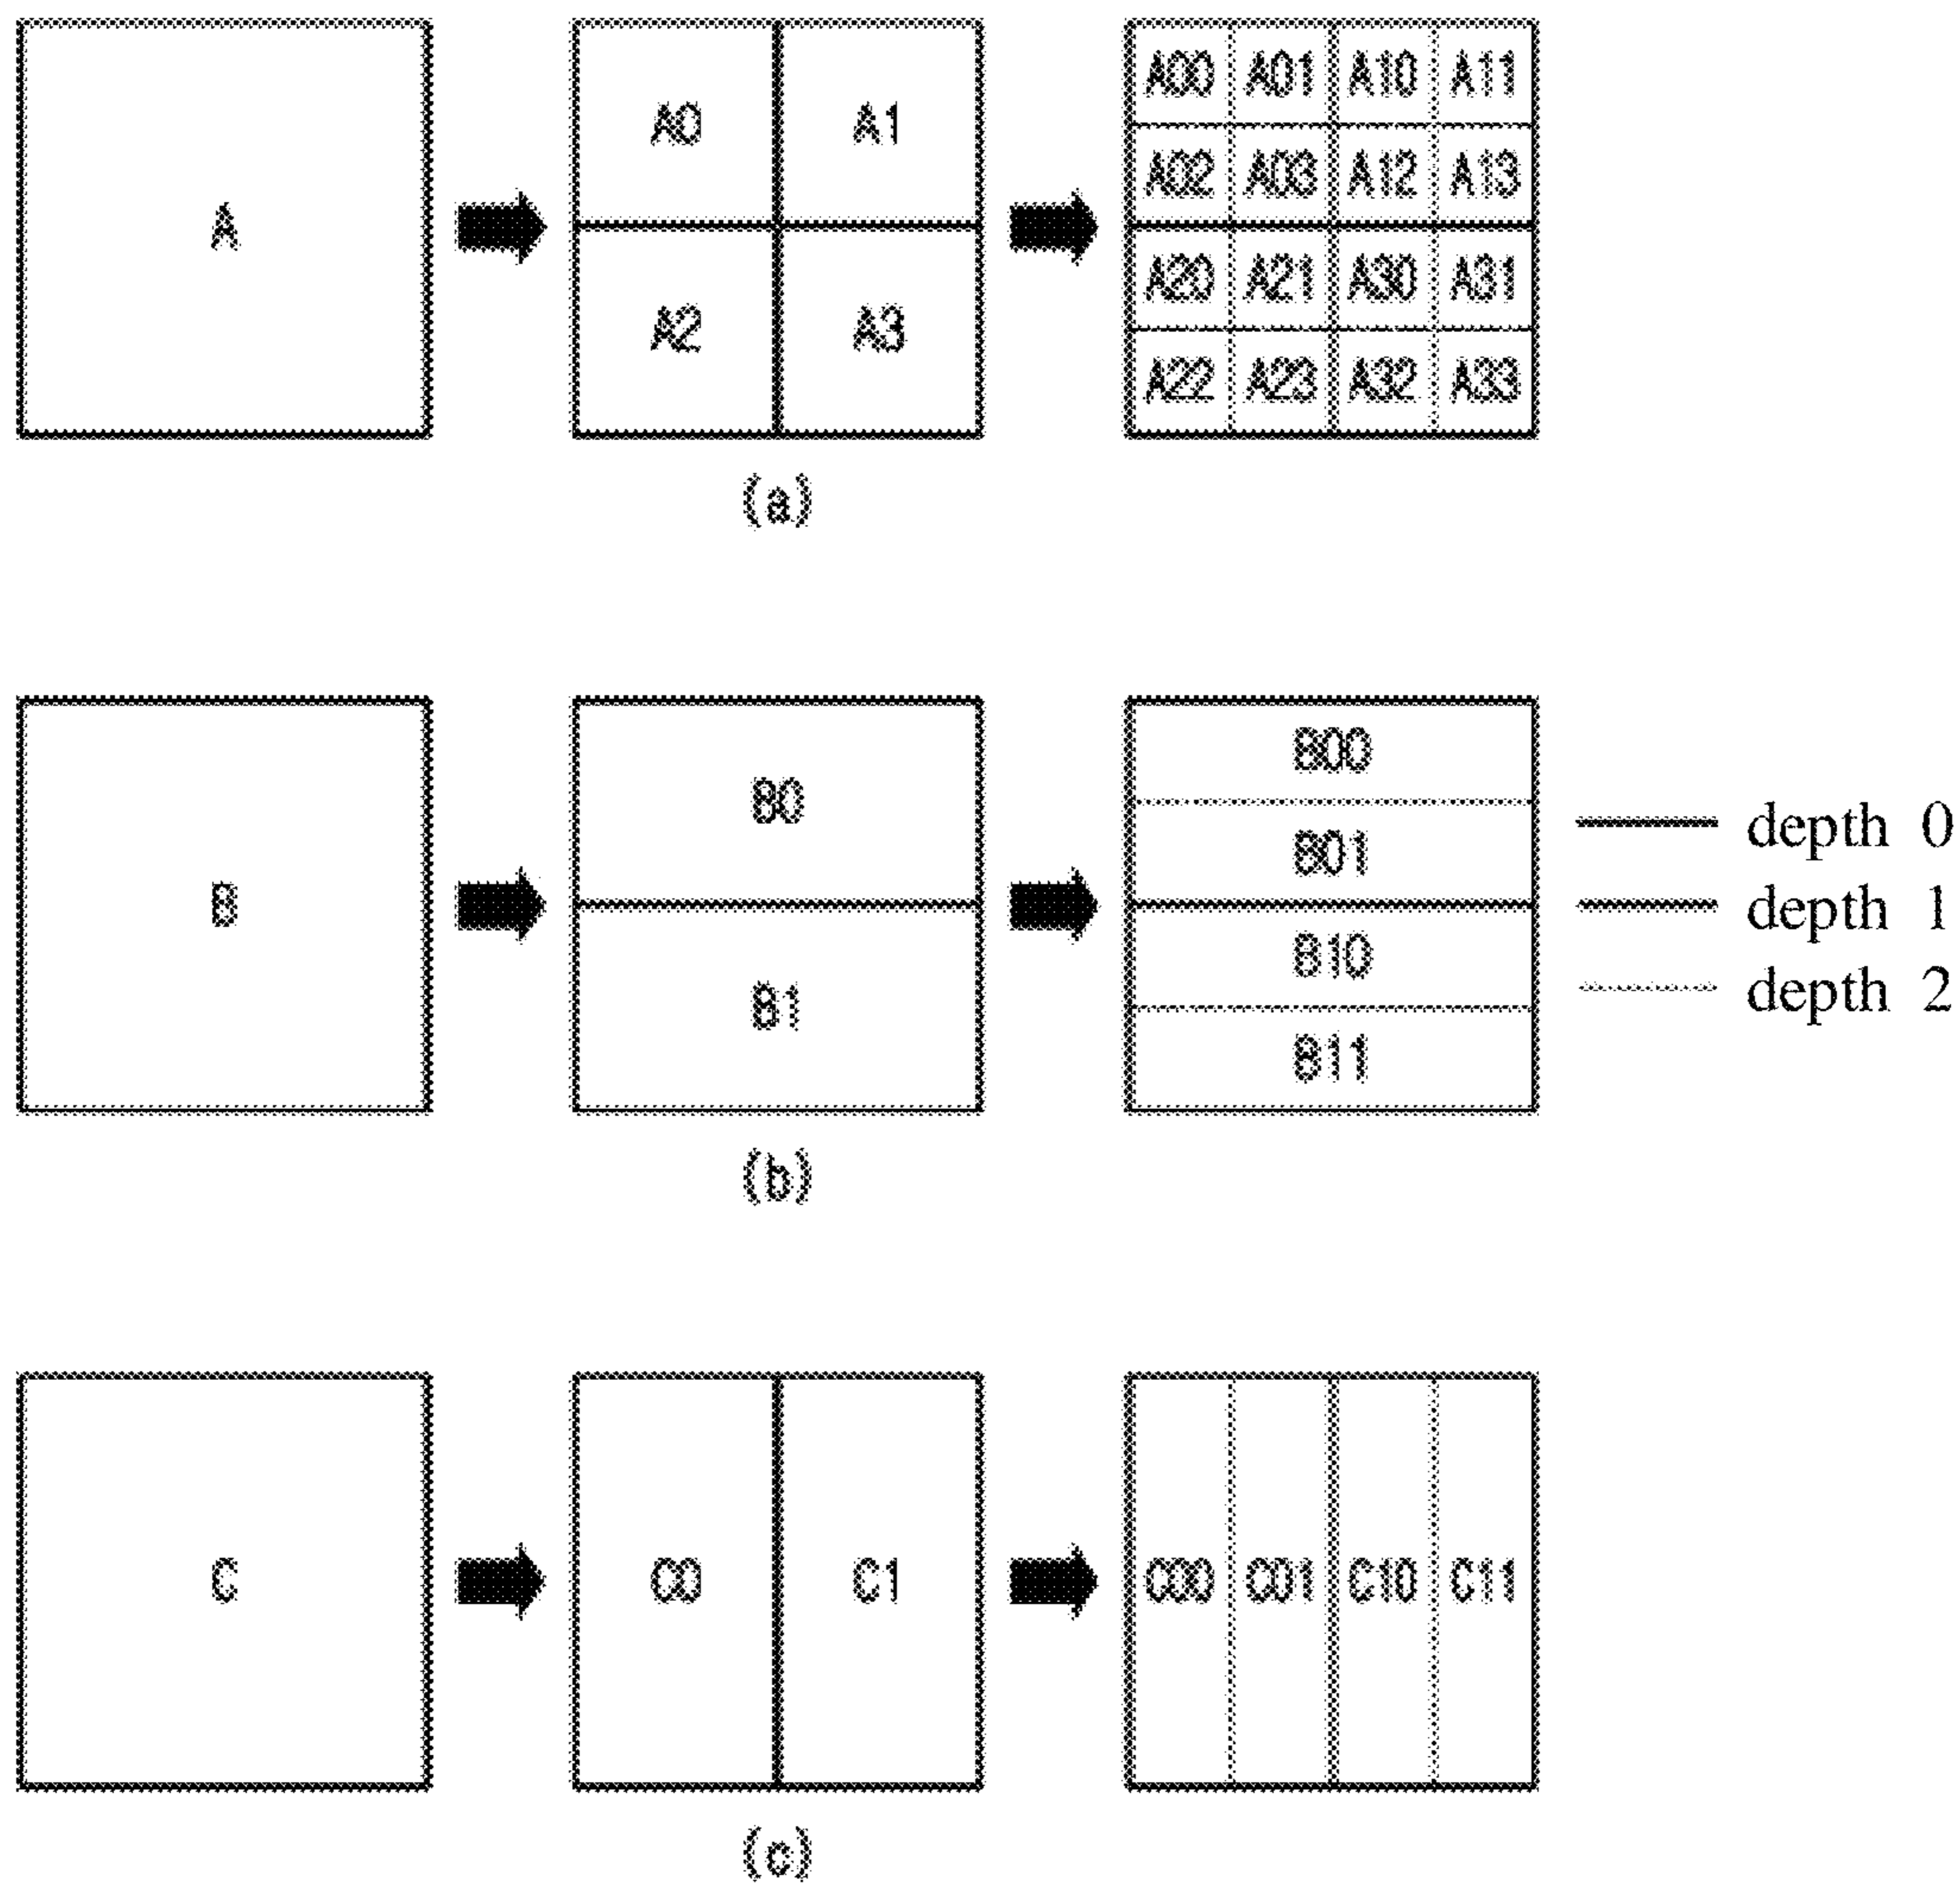 A
A0 A1
A2 A3
A00 A01 A10 A11
A02 A03 A12 A13
A20 A21 A30 A31
A22 A23 A32 A33
(a)
B
B0
B1
B00
B01
B10
B11
depth 0
depth 1
depth 2
(b)
C
C0 C1
C00 C01 C10 C11
(c)